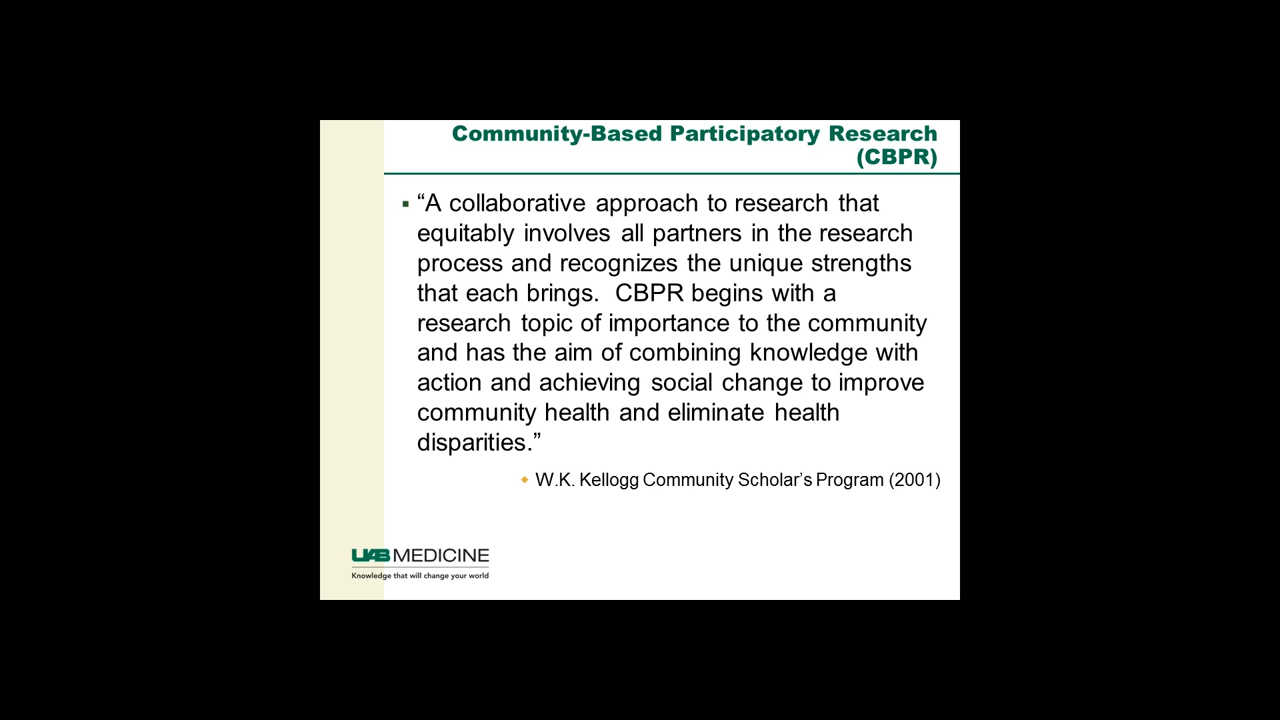 Community-Based Participatory Research
(CBPR)
▪ “A collaborative approach to research that
equitably involves all partners in the research
process and recognizes the unique strengths
that each brings.  CBPR begins with a
research topic of importance to the community
and has the aim of combining knowledge with
action and achieving social change to improve
community health and eliminate health
disparities.”
◆ W.K. Kellogg Community Scholar’s Program (2001)
UAB MEDICINE
Knowledge that will change your world